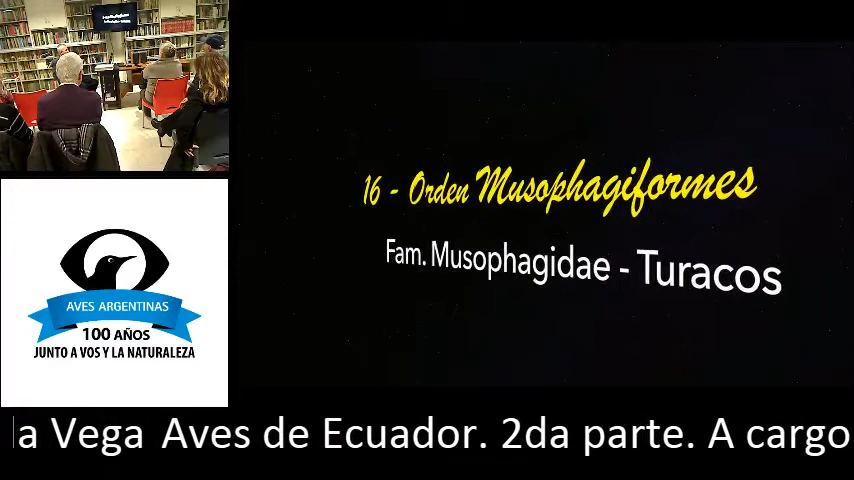 16 - Orden Musophagiformes
Fam. Musophagidae - Turacos
AVES ARGENTINAS
100 AÑOS
JUNTO A VOS Y LA NATURALEZA
a Vega Aves de Ecuador. 2da parte. A cargo